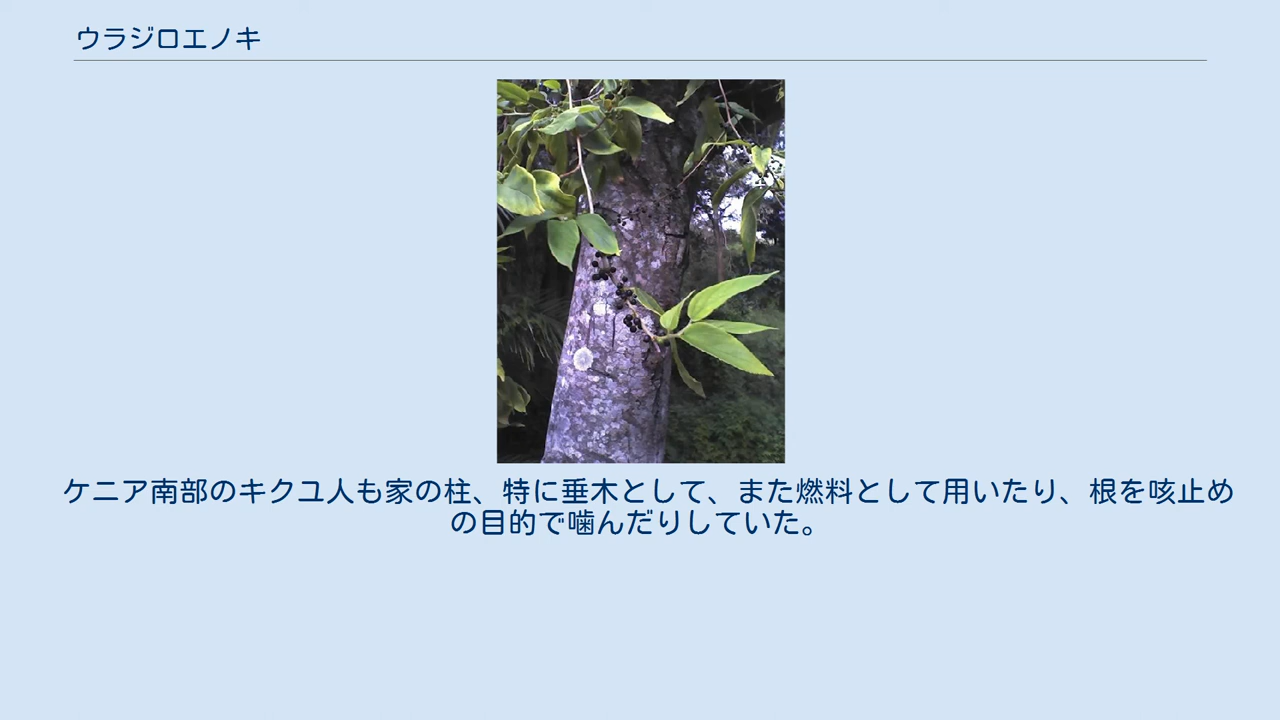 ウラジロエノキ
ケニア南部のキクユ人も家の柱、特に垂木として、また燃料として用いたり、根を咳止め
の目的で噛んだりしていた。